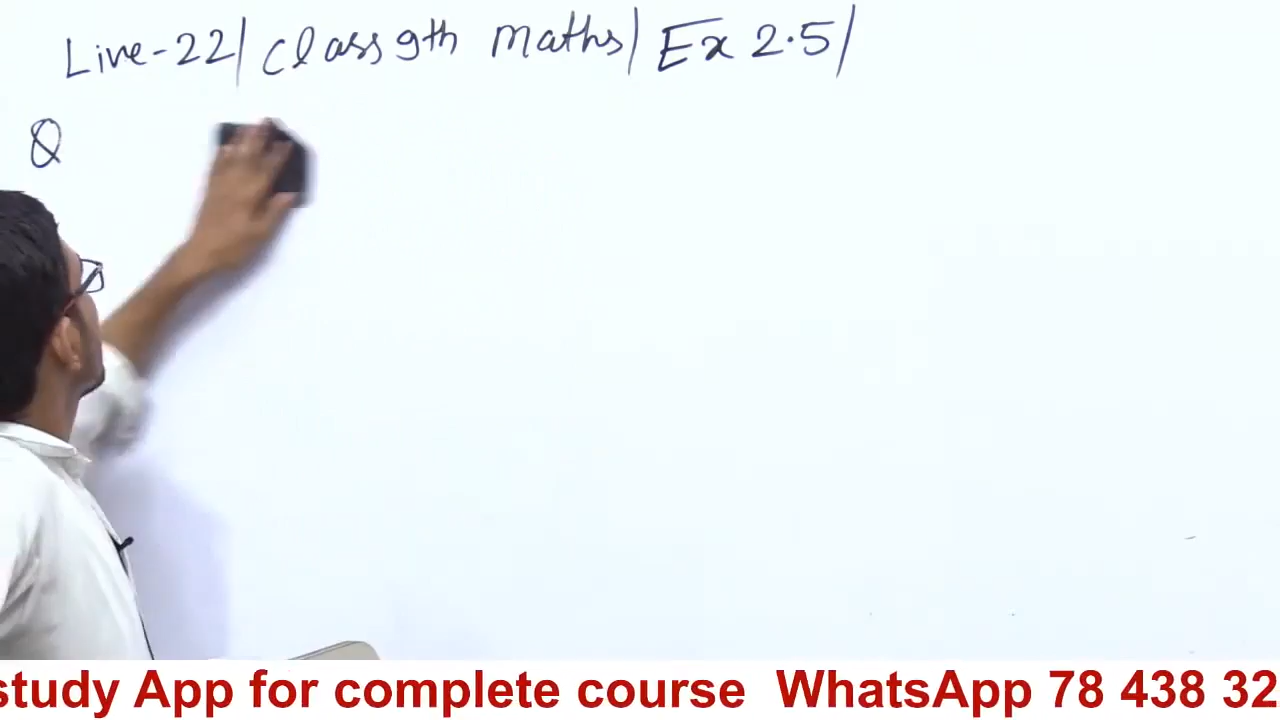 Live-22/ Class 9th Maths/ Ex 2.5/
Q
study App for complete course WhatsApp 78 438 32